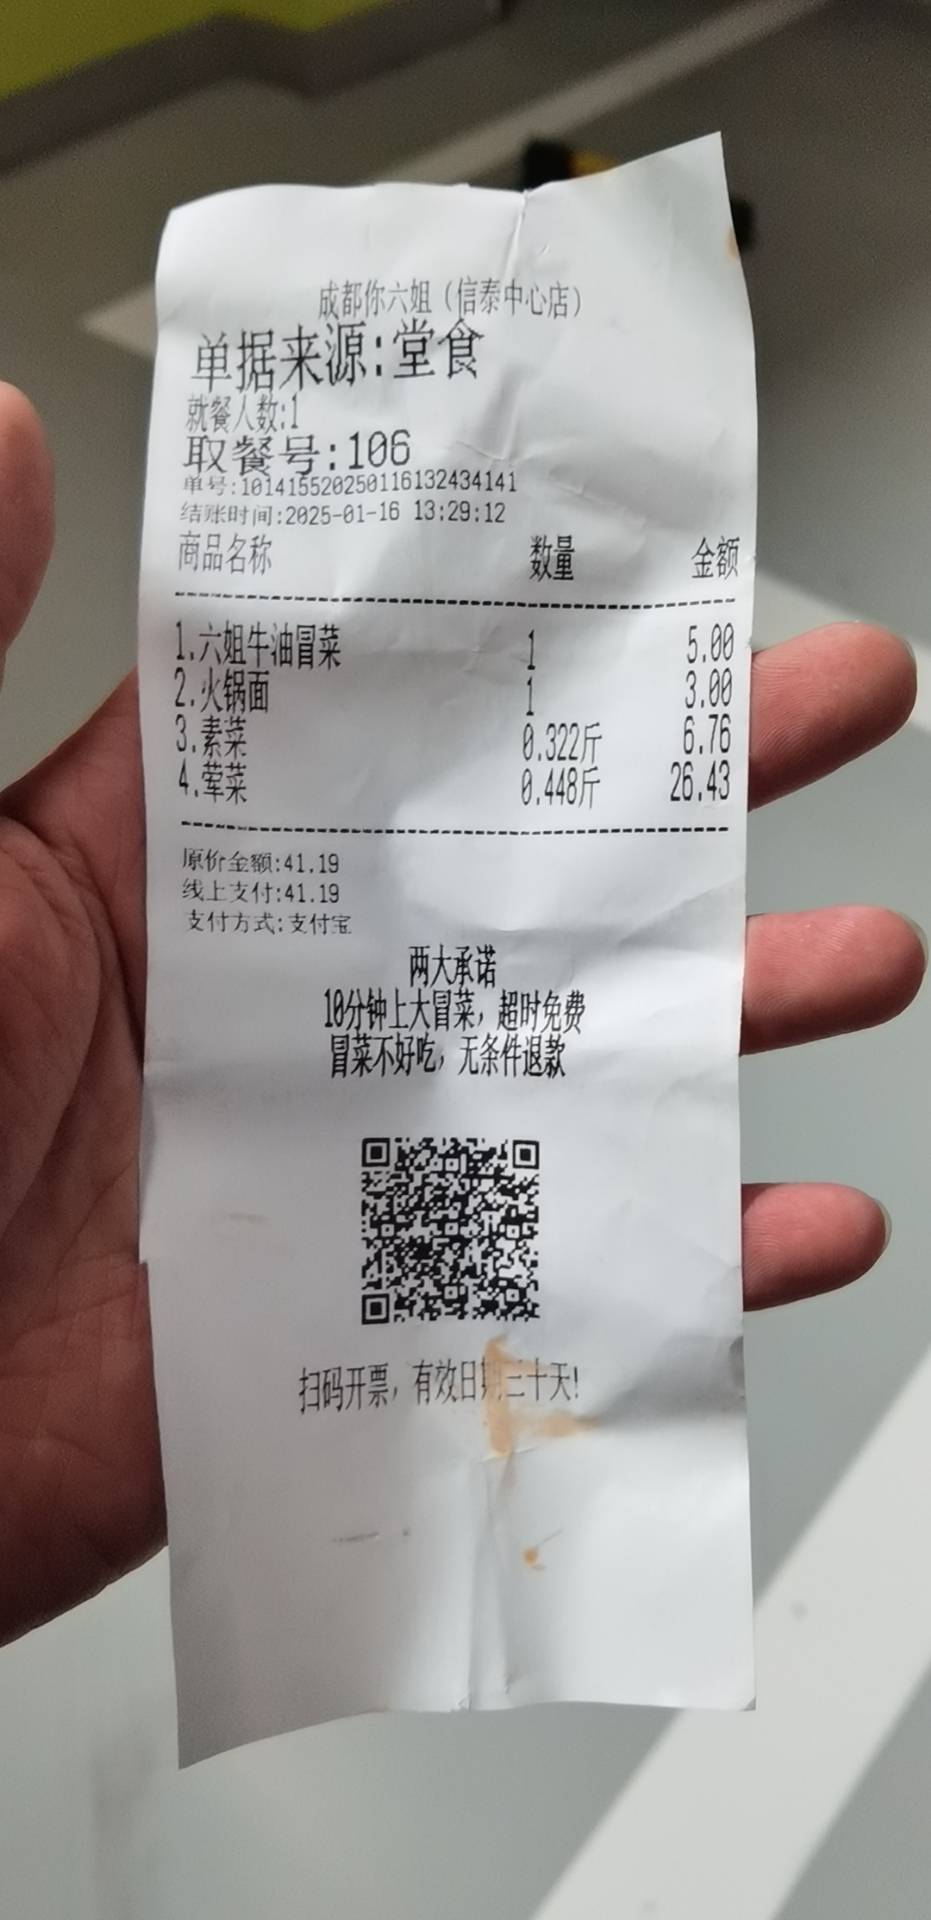 成都你六姐（信泰中心店）
单据来源:堂食
就餐人数:1
取餐号:106
单号:1014155202501161324341​41
结账时间:2025-01-16 13:29:12
商品名称 数量 金额
1.六姐牛油冒菜 1 5.00
2.火锅面 1 3.00
3.素菜 0.322斤 6.76
4.荤菜 0.448斤 26.43
原价金额:41.19
线上支付:41.19
支付方式:支付宝
两大承诺
10分钟上大冒菜，超时免费
冒菜不好吃，无条件退款
扫码开票，有效日期三十天!